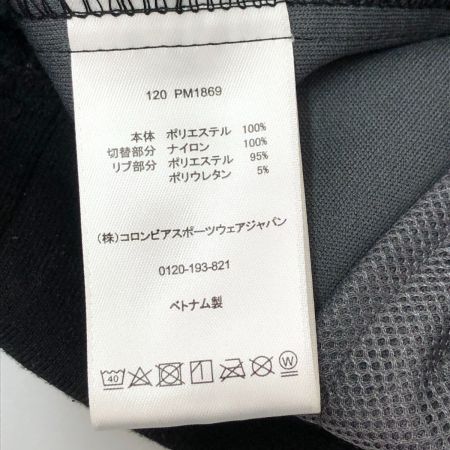 120 PM1869
本体 ポリエステル 100%
切替部分 ナイロン 100%
リブ部分 ポリエステル 95%
ポリウレタン 5%
(株)コロンビアスポーツウェアジャパン
0120-193-821
ベトナム製
40 W